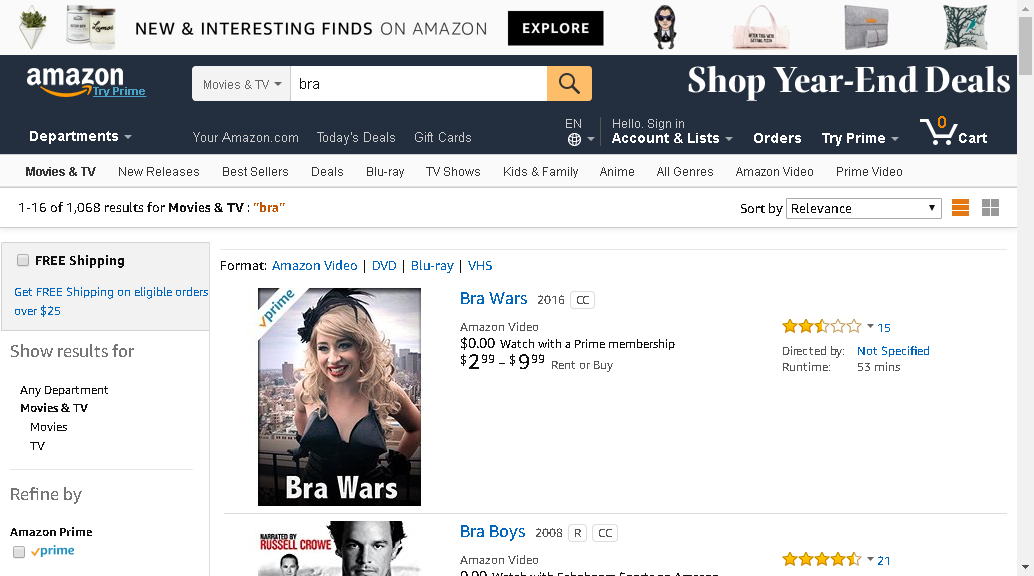 NEW & INTERESTING FINDS ON AMAZON EXPLORE
amazon
Try Prime
Movies & TV bra
Shop Year-End Deals
Departments
Your Amazon.com Today's Deals Gift Cards
EN
Hello. Sign in
Account & Lists Orders Try Prime 0 Cart
Movies & TV New Releases Best Sellers Deals Blu-ray TV Shows Kids & Family Anime All Genres Amazon Video Prime Video
1-16 of 1,068 results for Movies & TV : "bra"
Sort by Relevance
FREE Shipping
Get FREE Shipping on eligible orders
over $25
Show results for
Any Department
Movies & TV
Movies
TV
Refine by
Amazon Prime
prime
Format: Amazon Video | DVD | Blu-ray | VHS
prime
Bra Wars
Bra Wars 2016 CC
Amazon Video
$0.00 Watch with a Prime membership
$2.99 - $9.99 Rent or Buy
15
Directed by: Not Specified
Runtime: 53 mins
NARRATED BY
RUSSELL CROWE
Bra Boys 2008 R CC
Amazon Video
21